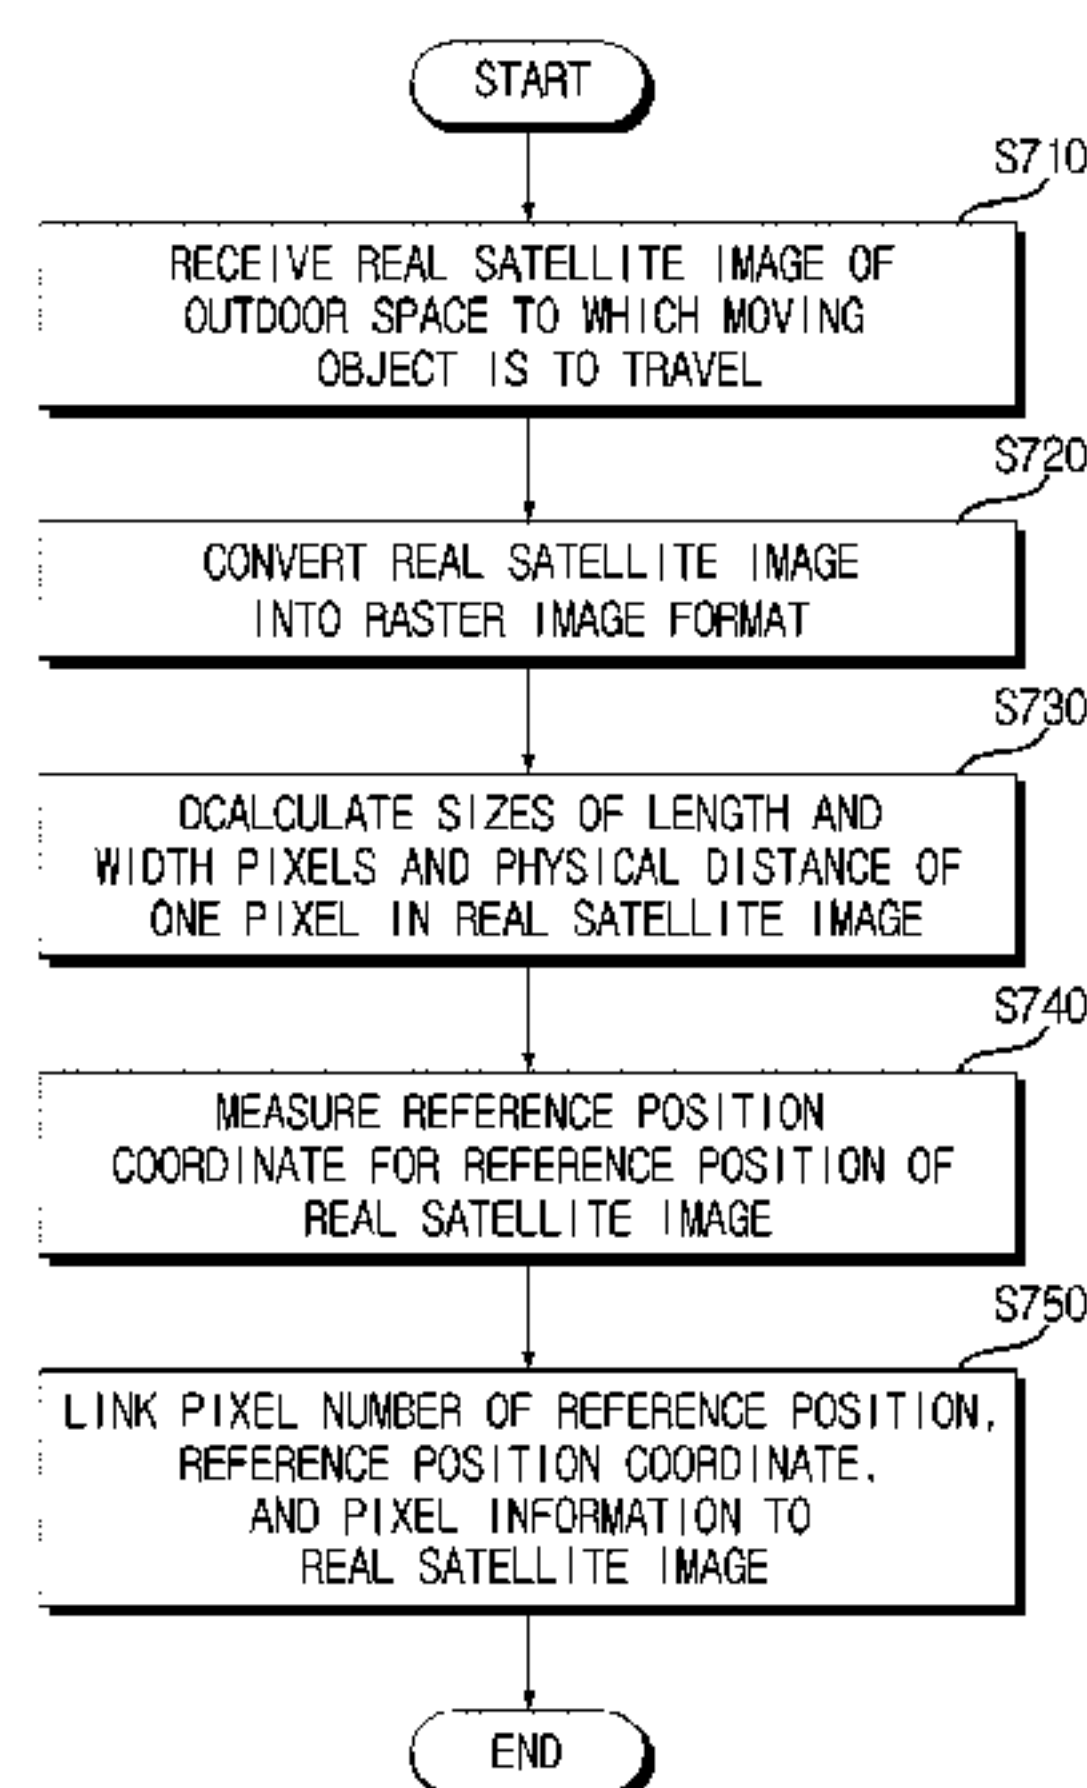 START
S710
RECEIVE REAL SATELLITE IMAGE OF
OUTDOOR SPACE TO WHICH MOVING
OBJECT IS TO TRAVEL
S720
CONVERT REAL SATELLITE IMAGE
INTO RASTER IMAGE FORMAT
S730
DCALCULATE SIZES OF LENGTH AND
WIDTH PIXELS AND PHYSICAL DISTANCE OF
ONE PIXEL IN REAL SATELLITE IMAGE
S740
MEASURE REFERENCE POSITION
COORDINATE FOR REFERENCE POSITION OF
REAL SATELLITE IMAGE
S750
LINK PIXEL NUMBER OF REFERENCE POSITION,
REFERENCE POSITION COORDINATE,
AND PIXEL INFORMATION TO
REAL SATELLITE IMAGE
END